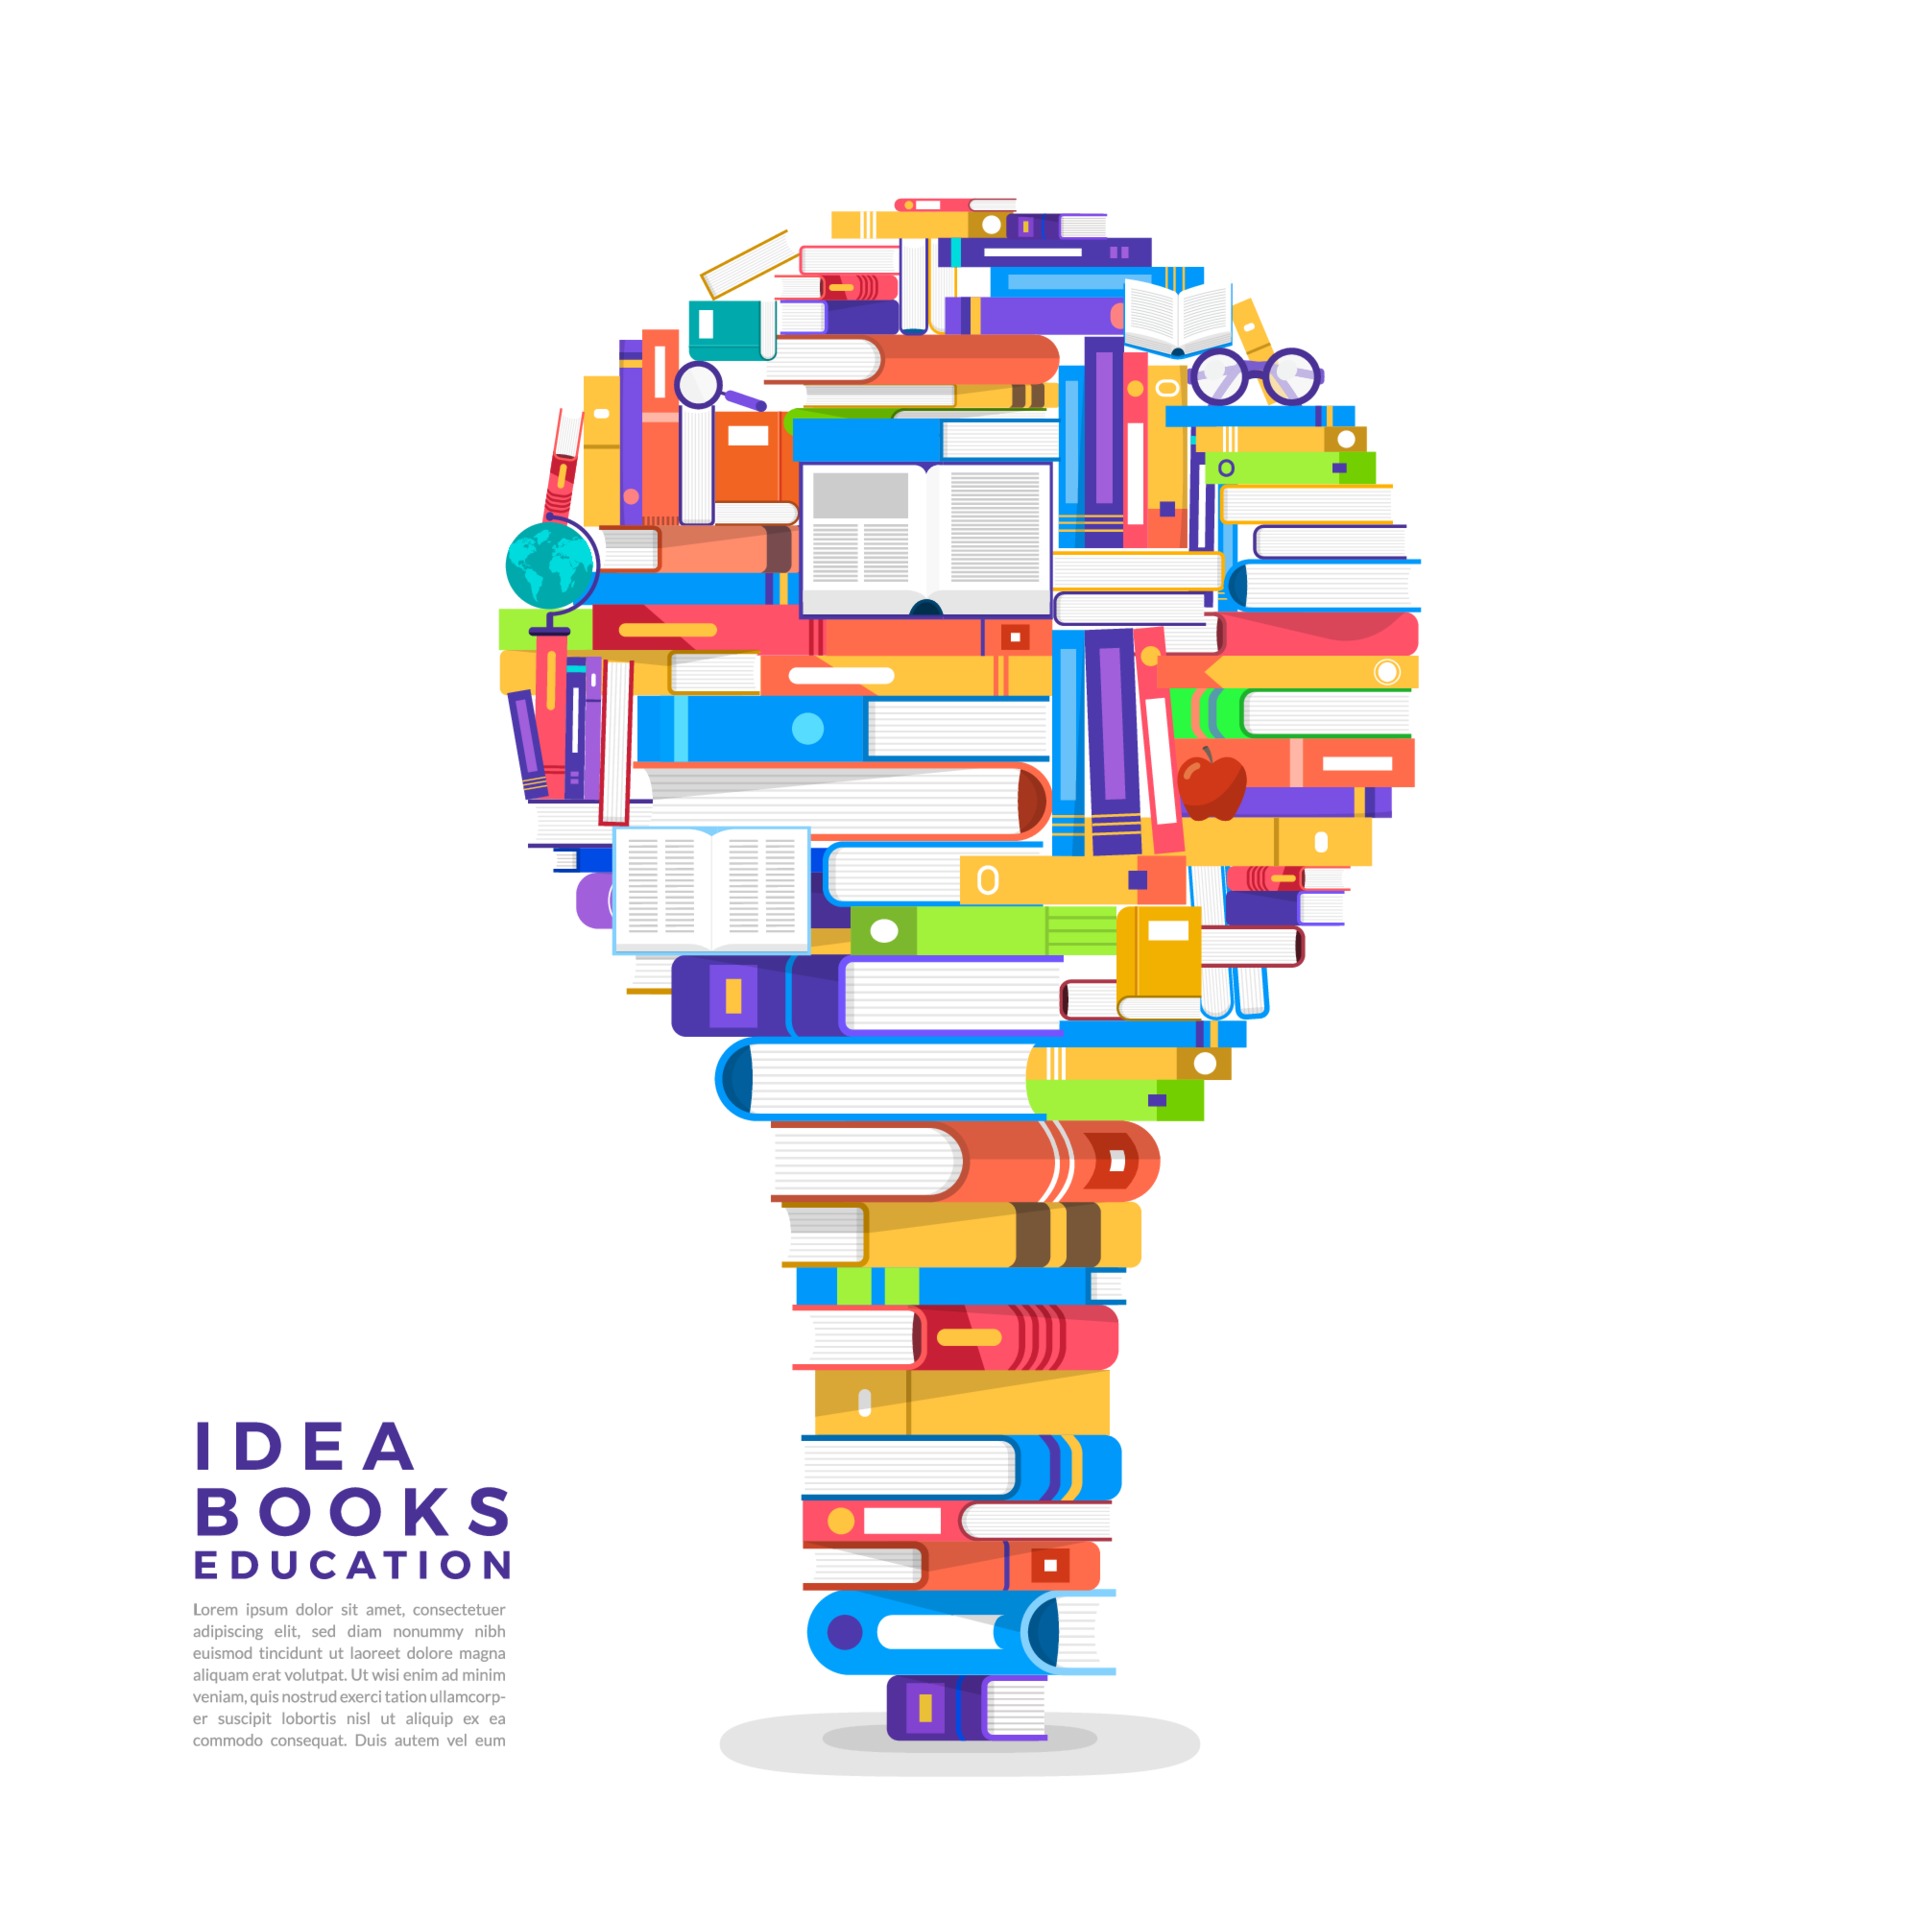 IDEA
BOOKS
EDUCATION
Lorem ipsum dolor sit amet, consectetuer
adipiscing elit, sed diam nonummy nibh
euismod tincidunt ut laoreet dolore magna
aliquam erat volutpat. Ut wisi enim ad minim
veniam, quis nostrud exerci tation ullamcorp-
er suscipit lobortis nisl ut aliquip ex ea
commodo consequat. Duis autem vel eum